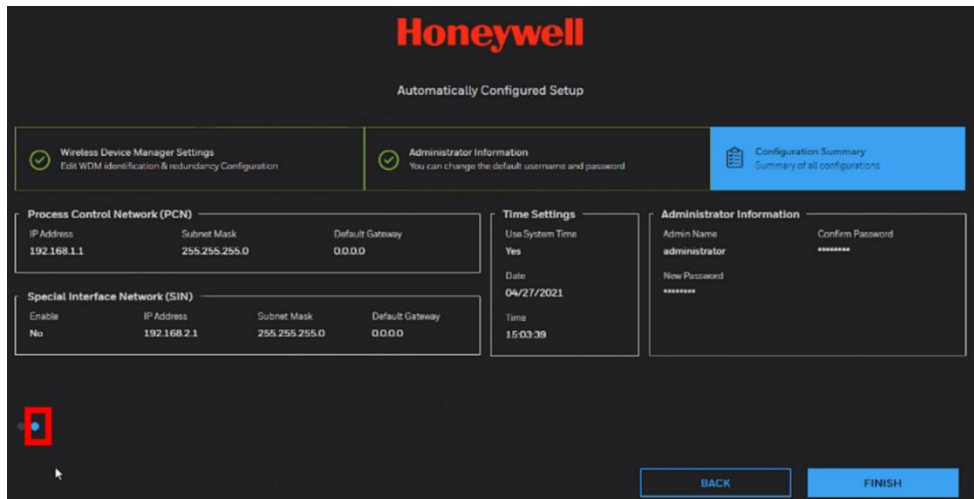 Honeywell
Automatically Configured Setup
Wireless Device Manager Settings
Edit WDM identification & redundancy Configuration
Administrator Information
You can change the default username and password
Configuration Summary
Summary of all configurations
Process Control Network (PCN)
IP Address Subnet Mask Default Gateway
192.168.1.1 255.255.255.0 0.0.0.0
Special Interface Network (SIN)
Enable IP Address Subnet Mask Default Gateway
No 192.168.2.1 255.255.255.0 0.0.0.0
Time Settings
Use System Time
Yes
Date
04/27/2021
Time
15:03:39
Administrator Information
Admin Name Confirm Password
administrator ********
New Password
********
BACK FINISH